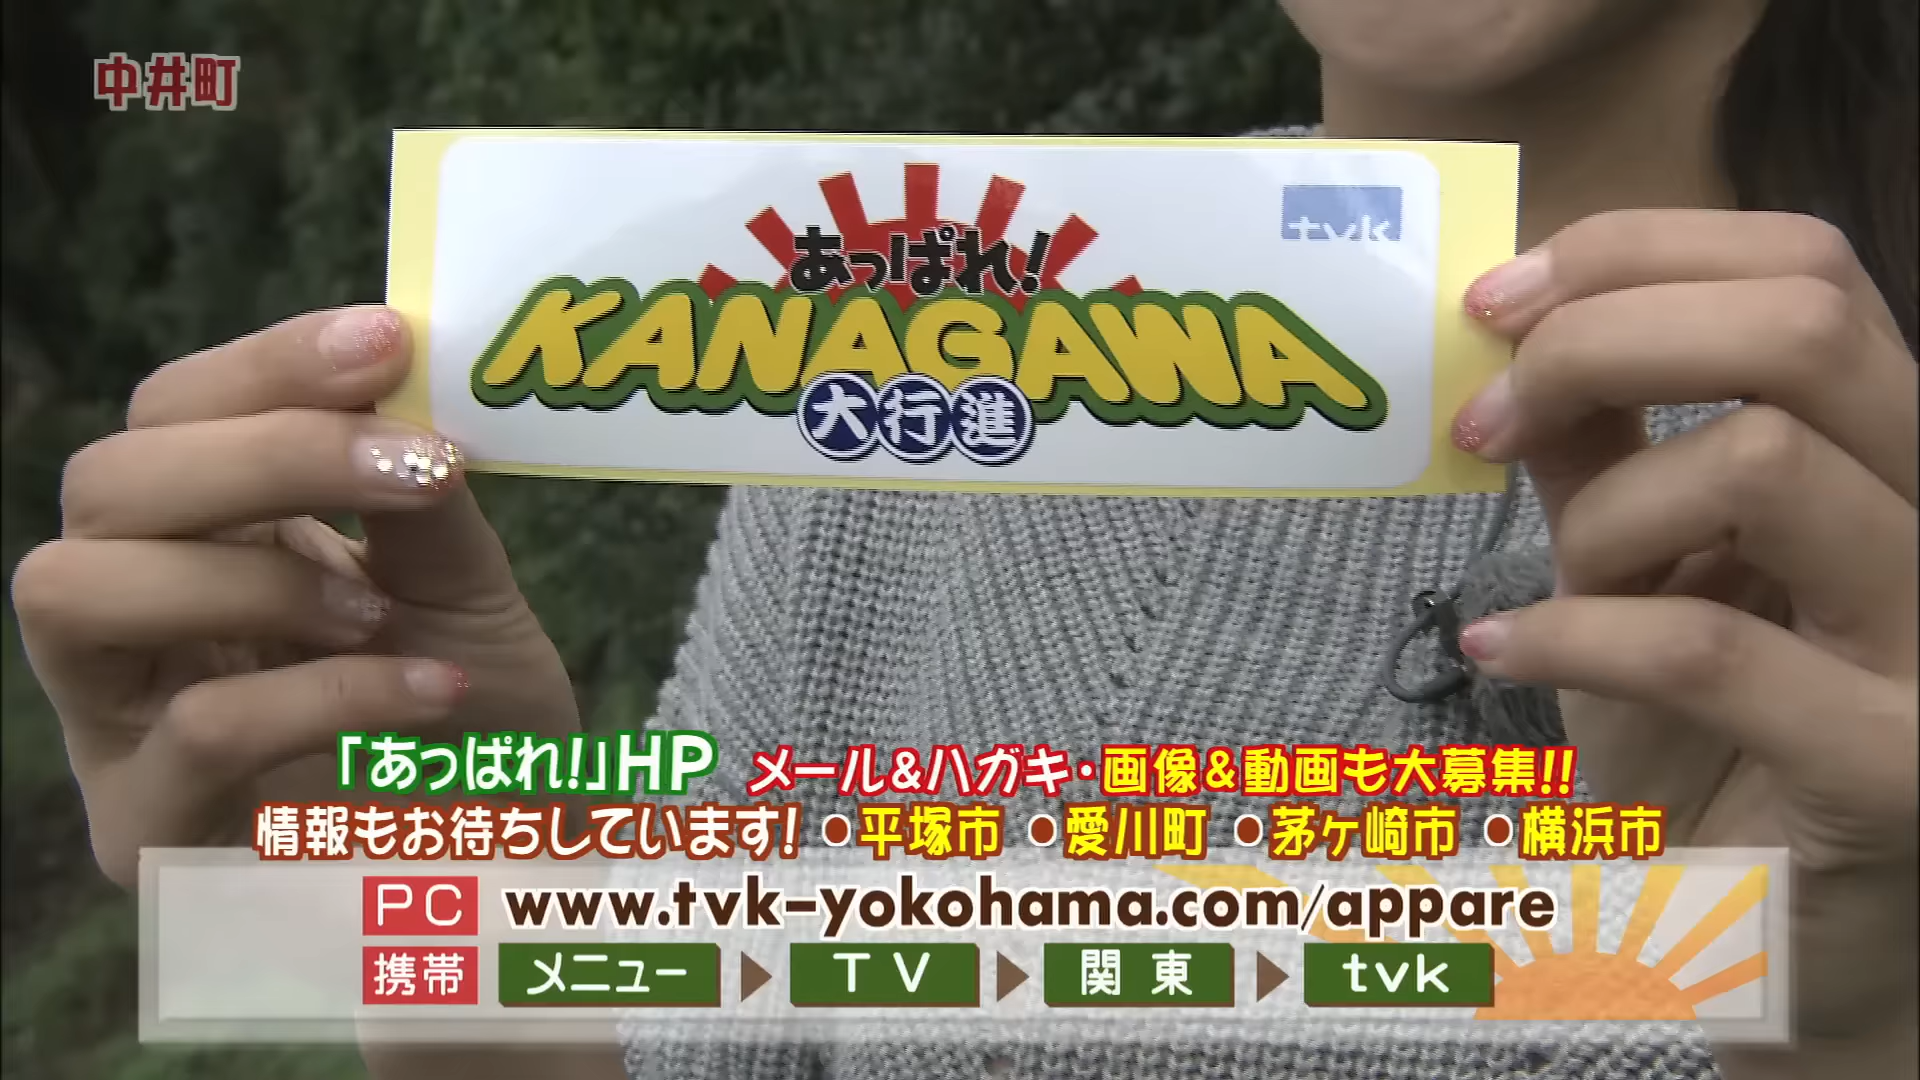 中井町
tvk
あっぱれ!
KANAGAWA
大行進
「あっぱれ!」HP メール&ハガキ・画像&動画も大募集!!
情報もお待ちしています! ●平塚市 ●愛川町 ●茅ヶ崎市 ●横浜市
PC www.tvk-yokohama.com/appare
携帯 メニュー ▶ TV ▶ 関東 ▶ tvk